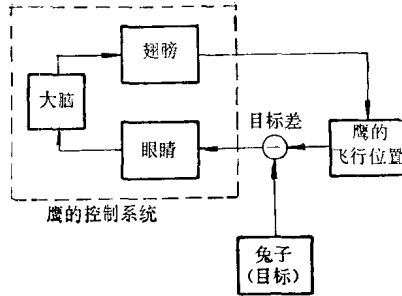 翅膀
大脑
目标差
眼睛
鹰的
飞行位置
鹰的控制系统
兔子
(目标)